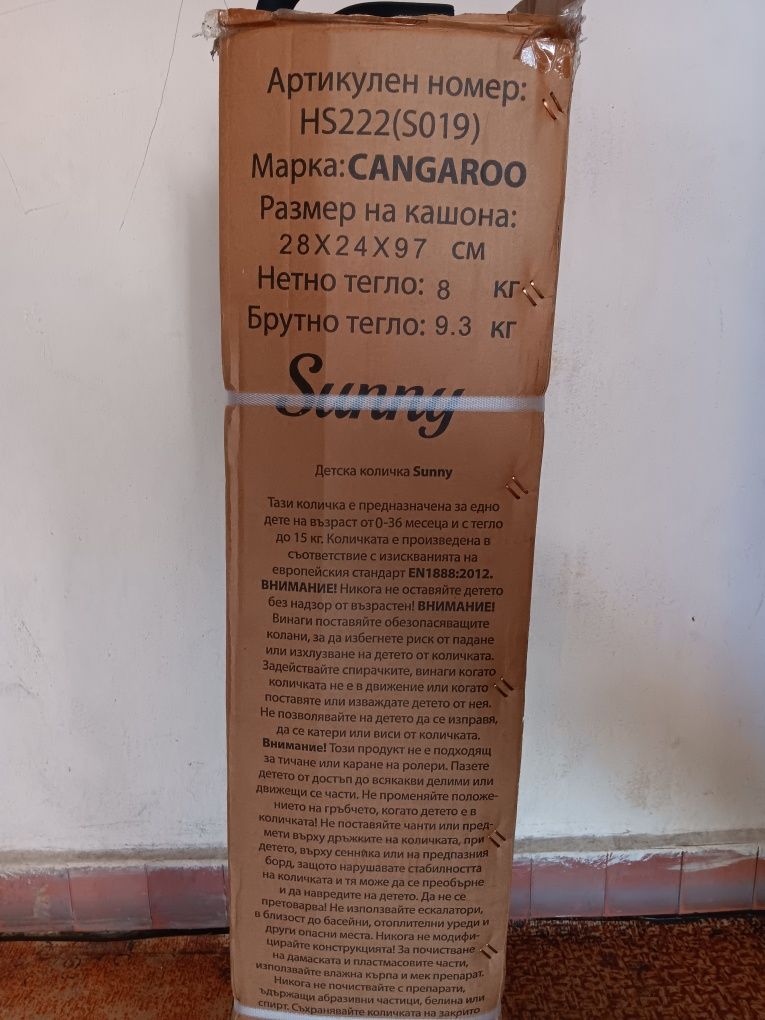 Артикулен номер:
HS222(S019)
Марка:CANGAROO
Размер на кашона:
28X24X97 СМ
Нетно тегло: 8 кг
Брутно тегло: 9.3 кг
Sunny
Детска количка Sunny
Тази количка е предназначена за едно
дете на възраст от 0-36 месеца и с тегло
до 15 кг. Количката е произведена в
съответствие с изискванията на
европейския стандарт EN1888:2012.
ВНИМАНИЕ! Никога не оставяйте детето
без надзор от възрастен! ВНИМАНИЕ!
Винаги поставяйте обезопасяващите
колани, за да избегнете риск от падане
или изхлузване на детето от количката.
Задействайте спирачките, винаги когато
количката не е в движение или когато
поставяте или изваждате детето от нея.
Не позволявайте на детето да се изправя,
да се катери или виси от количката.
Внимание! Този продукт не е подходящ
за тичане или каране на ролери. Пазете
детето от достъп до всякакви делими или
движещи се части. Не променяйте положе-
нието на гръбчето, когато детето е в
количката! Не поставяйте чанти или пред-
мети върху дръжките на количката, при
детето, върху сенника или на предпазния
борд, защото нарушавате стабилността
на количката и тя може да се преобърне
и да навредите на детето. Да не се
претоварва! Не използвайте ескалатори,
в близост до басейни, отоплителни уреди и
други опасни места. Никога не модифи-
цирайте конструкцията! За почистване
на дамаската и пластмасовите части,
използвайте влажна кърпа и мек препарат.
Никога не почиствайте с препарати,
съдържащи абразивни частици, белина или
спирт. Съхранявайте количката на закрито